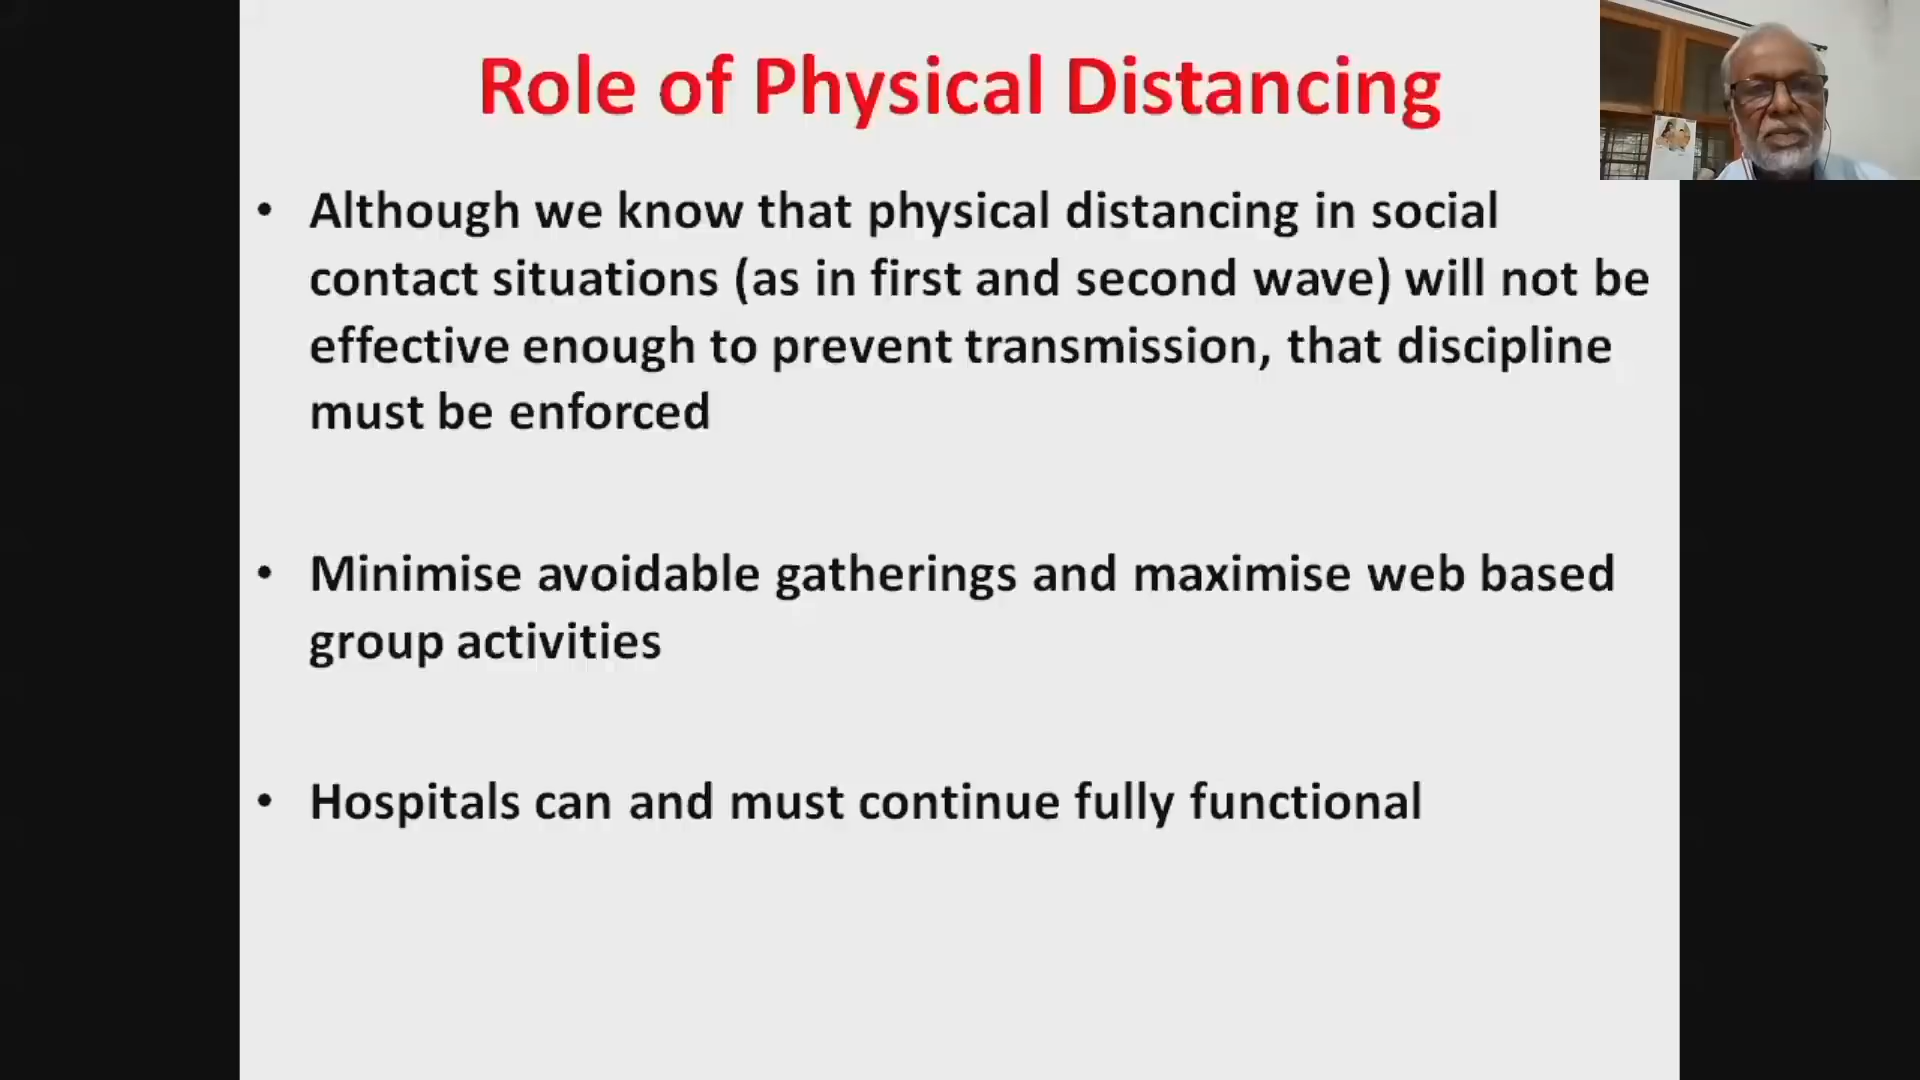 Role of Physical Distancing
• Although we know that physical distancing in social
contact situations (as in first and second wave) will not be
effective enough to prevent transmission, that discipline
must be enforced
• Minimise avoidable gatherings and maximise web based
group activities
• Hospitals can and must continue fully functional